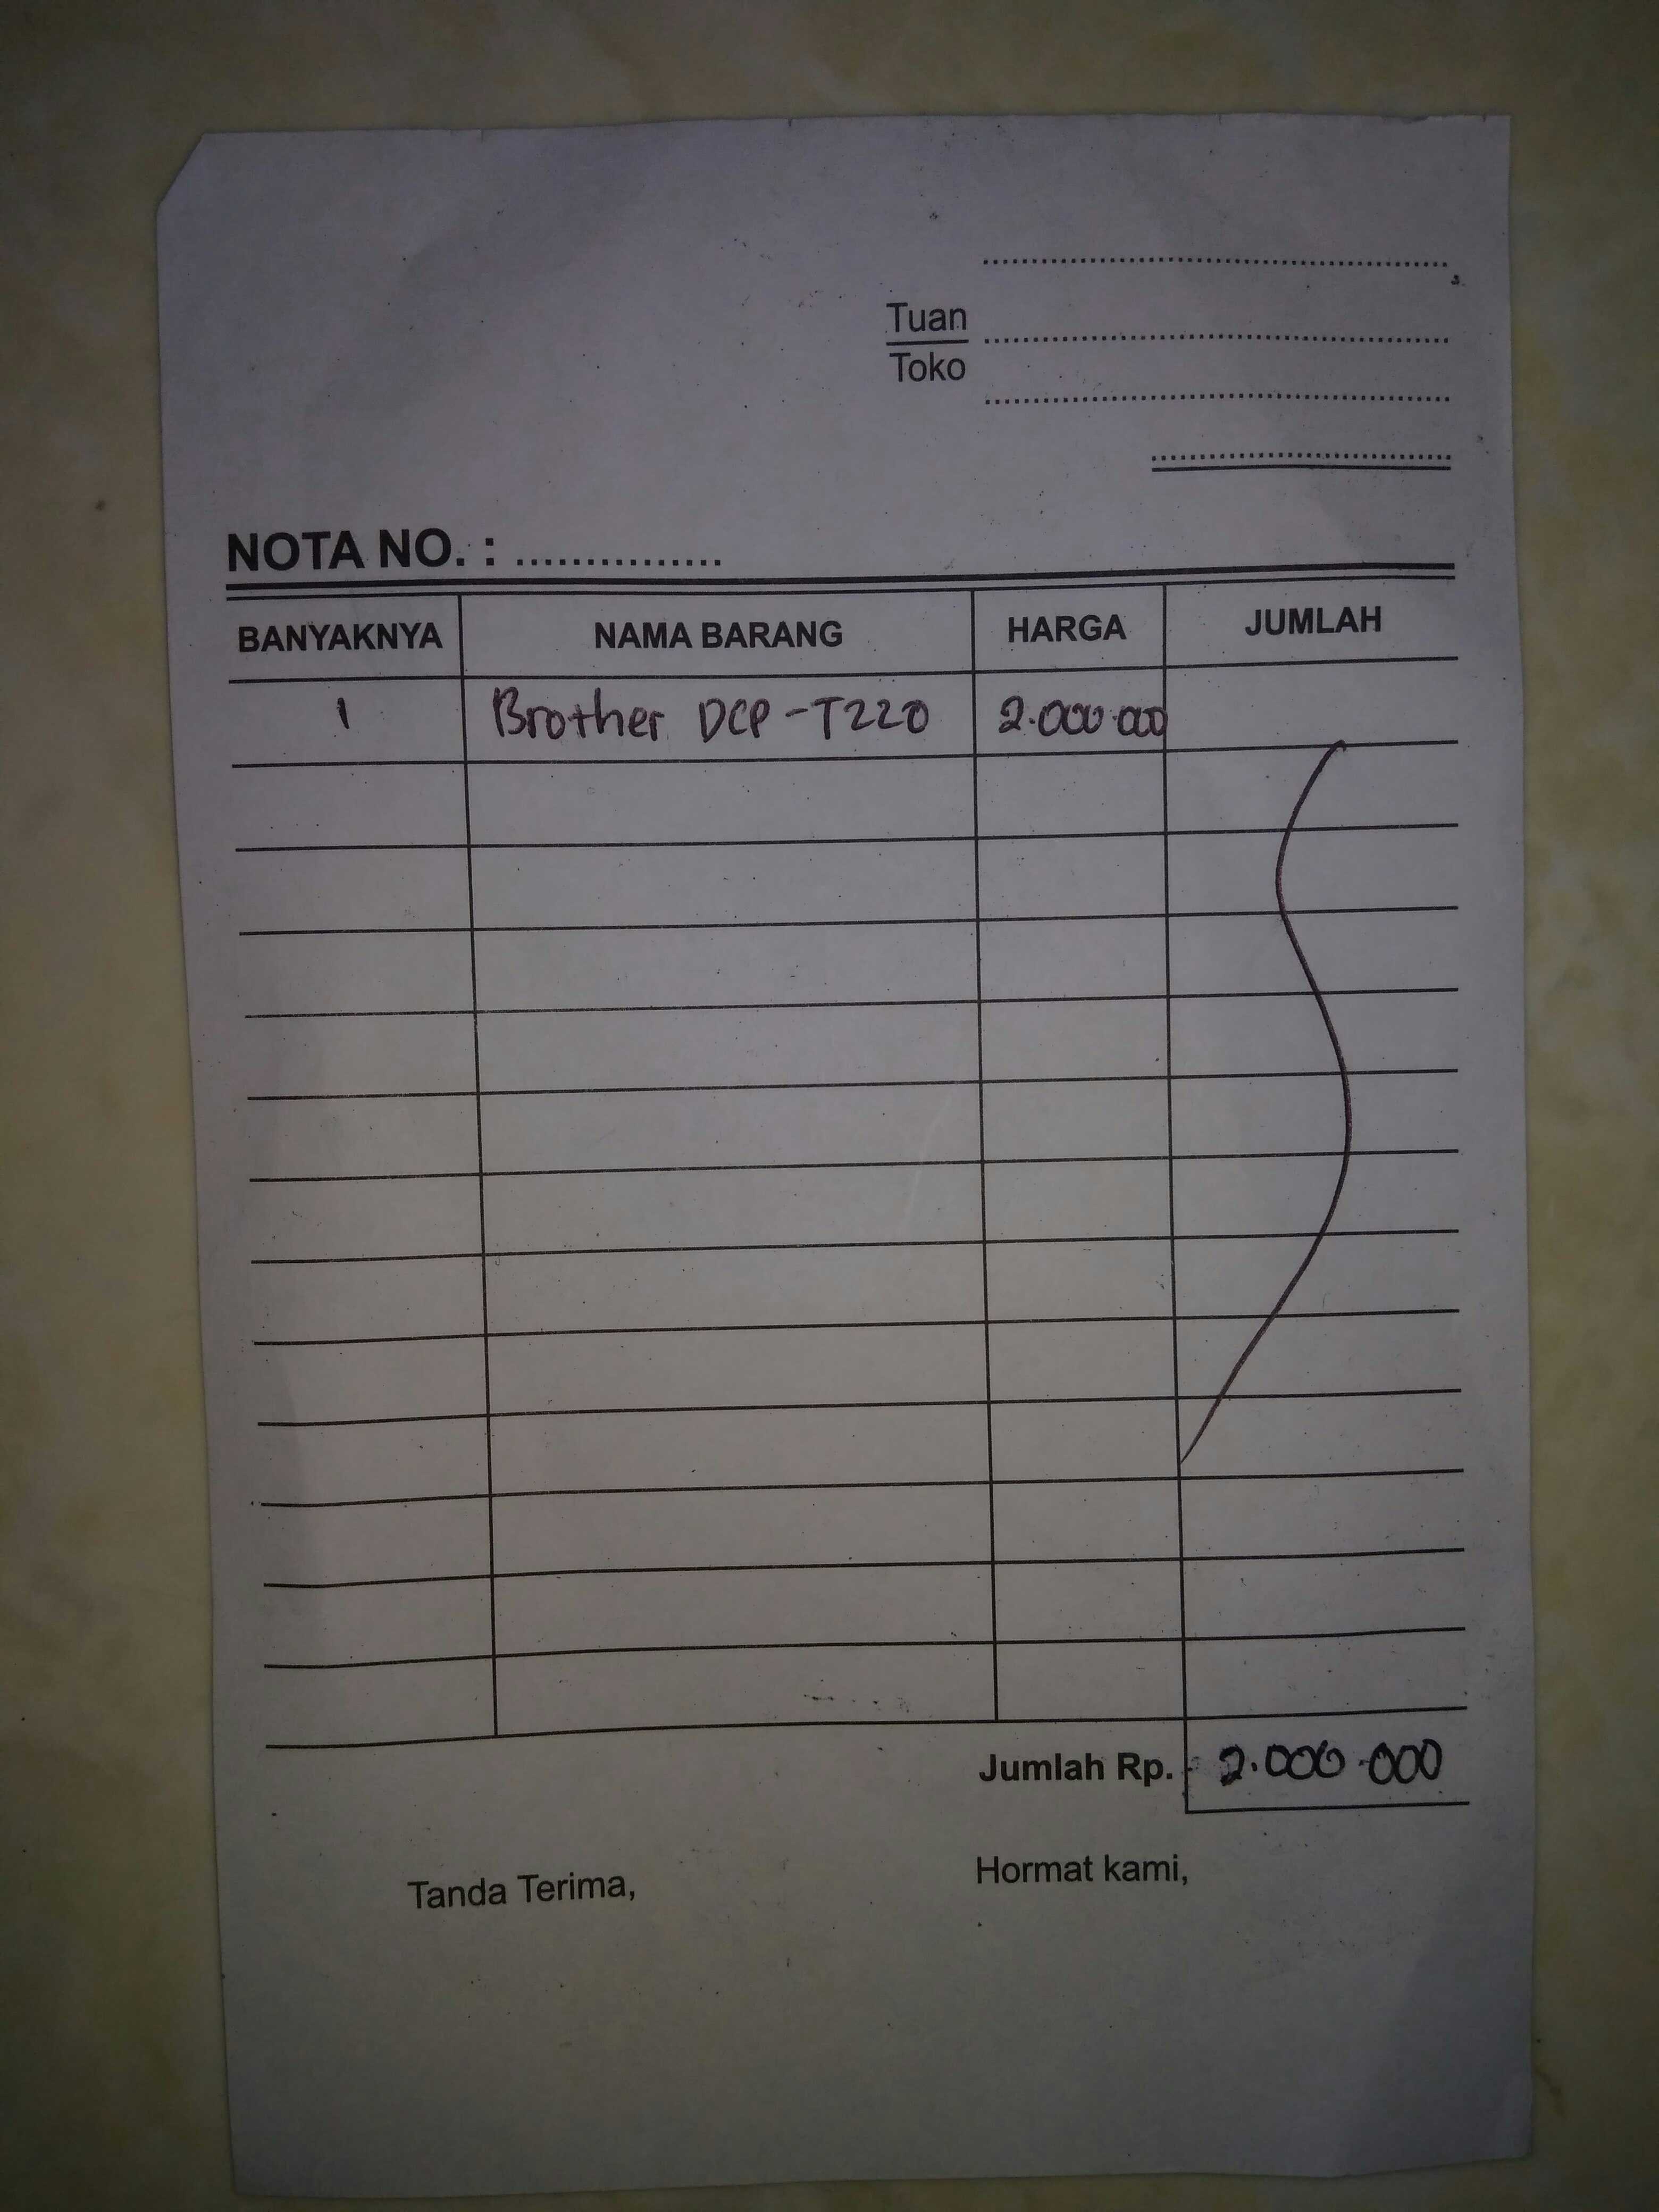 Tuan
Toko
NOTA NO. : ...............
BANYAKNYA NAMA BARANG HARGA JUMLAH
1 Brother DCP-T220 2.000.000
Jumlah Rp. 2.000.000
Tanda Terima, Hormat kami,